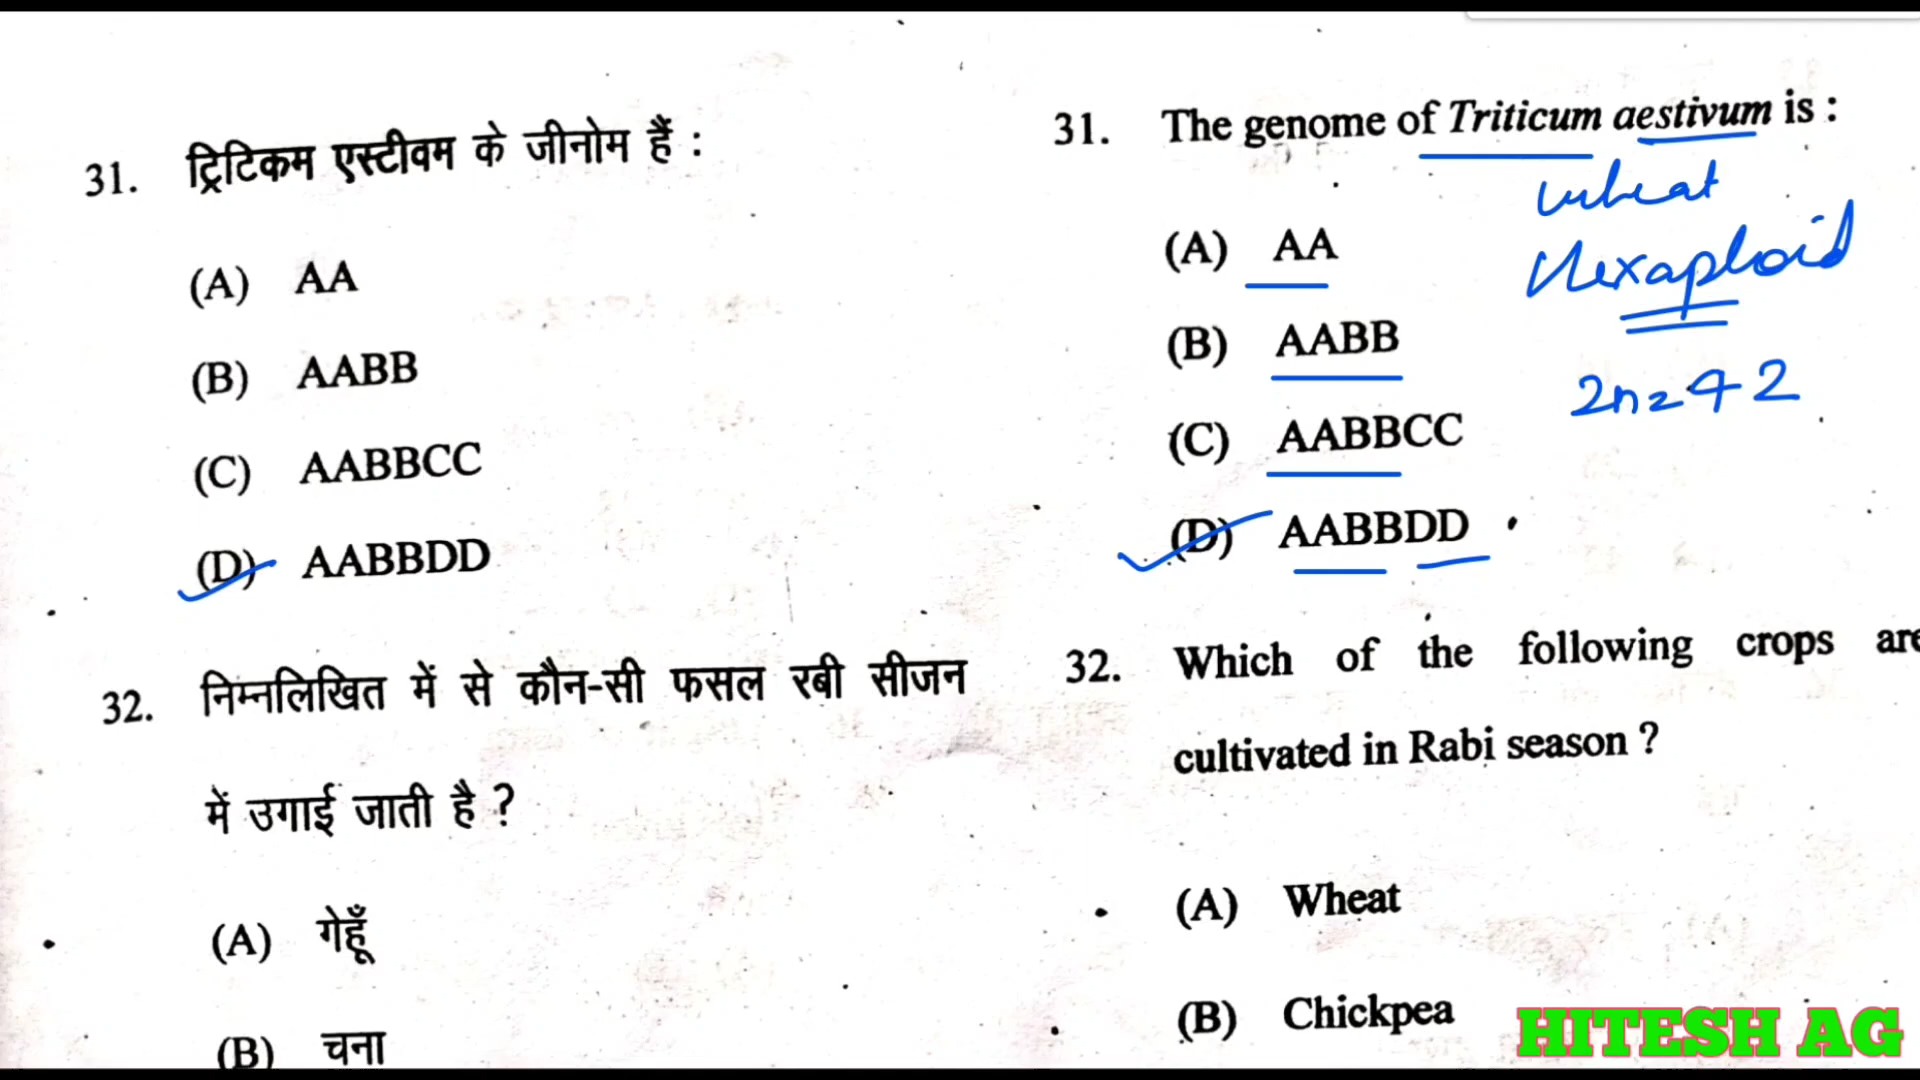 31. ट्रिटिकम एस्टीवम के जीनोम हैं :
(A) AA
(B) AABB
(C) AABBCC
(D) AABBDD
32. निम्नलिखित में से कौन-सी फसल रबी सीजन
में उगाई जाती है ?
(A) गेहूँ
(B) चना
31. The genome of Triticum aestivum is :
wheat
Hexaploid
2n=42
(A) AA
(B) AABB
(C) AABBCC
(D) AABBDD
32. Which of the following crops are
cultivated in Rabi season ?
(A) Wheat
(B) Chickpea
HITESH AG